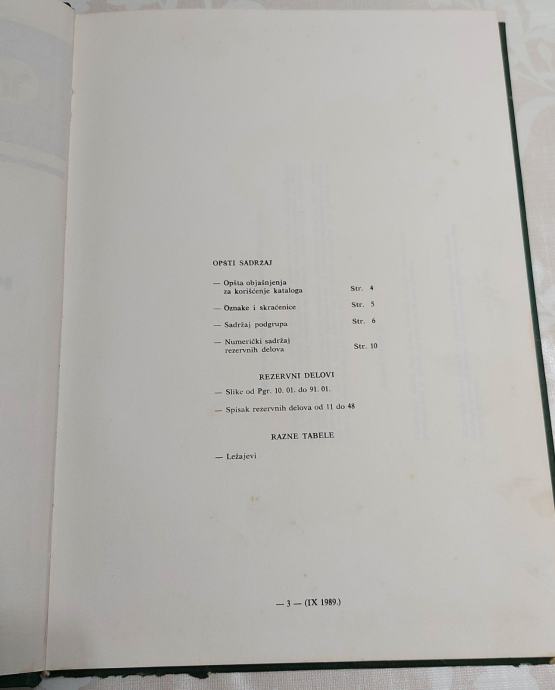 OPŠTI SADRŽAJ
— Opšta objašnjenja
za korišćenje kataloga Str. 4
— Oznake i skraćenice Str. 5
— Sadržaj podgrupa Str. 6
— Numerički sadržaj
rezervnih delova Str. 10
REZERVNI DELOVI
— Slike od Pgr. 10. 01. do 91. 01.
— Spisak rezervnih delova od 11 do 48
RAZNE TABELE
— Ležajevi
— 3 — (IX 1989.)